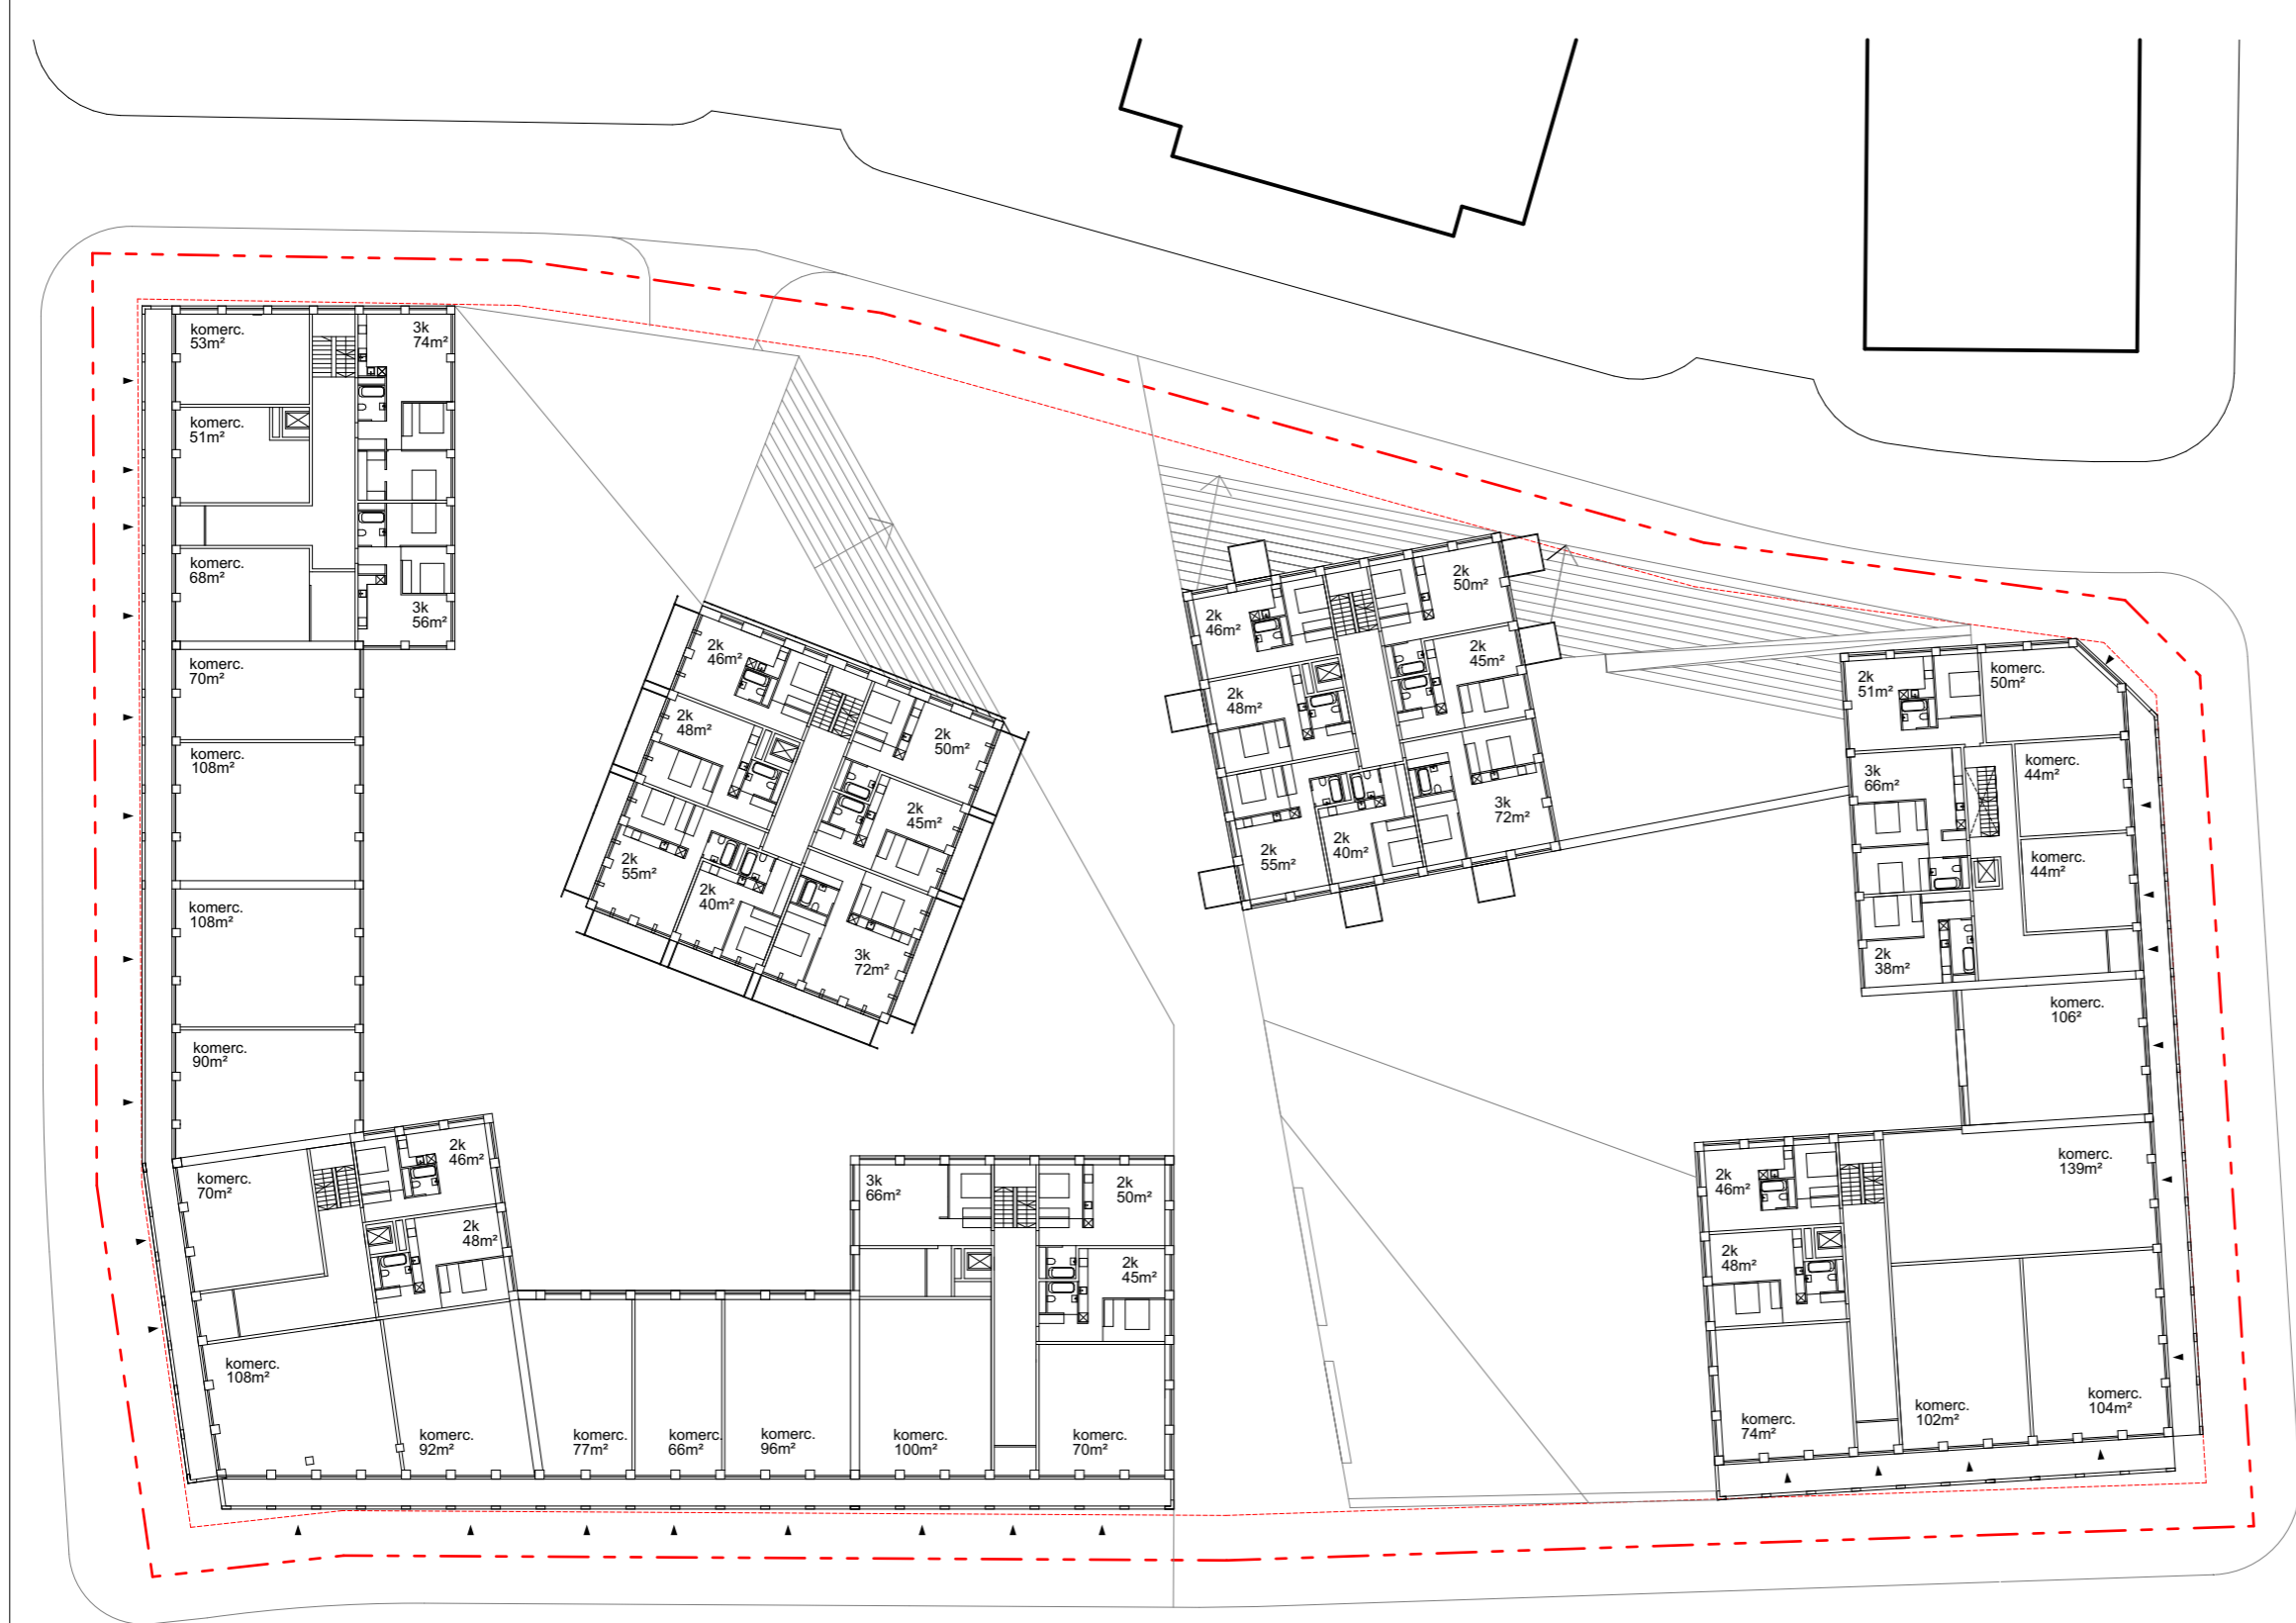 komerc.
53m²
3k
74m²
komerc.
51m²
komerc.
68m²
3k
56m²
komerc.
70m²
komerc.
108m²
komerc.
108m²
komerc.
90m²
komerc.
70m²
2k
46m²
2k
48m²
komerc.
108m²
komerc.
92m²
komerc.
77m²
komerc.
66m²
komerc.
96m²
komerc.
100m²
komerc.
70m²
3k
66m²
2k
50m²
2k
45m²
2k
46m²
2k
48m²
2k
50m²
2k
45m²
2k
55m²
2k
40m²
3k
72m²
2k
50m²
2k
46m²
2k
45m²
2k
48m²
3k
72m²
2k
55m²
2k
40m²
2k
51m²
komerc.
50m²
komerc.
44m²
3k
66m²
komerc.
44m²
2k
38m²
komerc.
106²
komerc.
139m²
2k
46m²
2k
48m²
komerc.
74m²
komerc.
102m²
komerc.
104m²